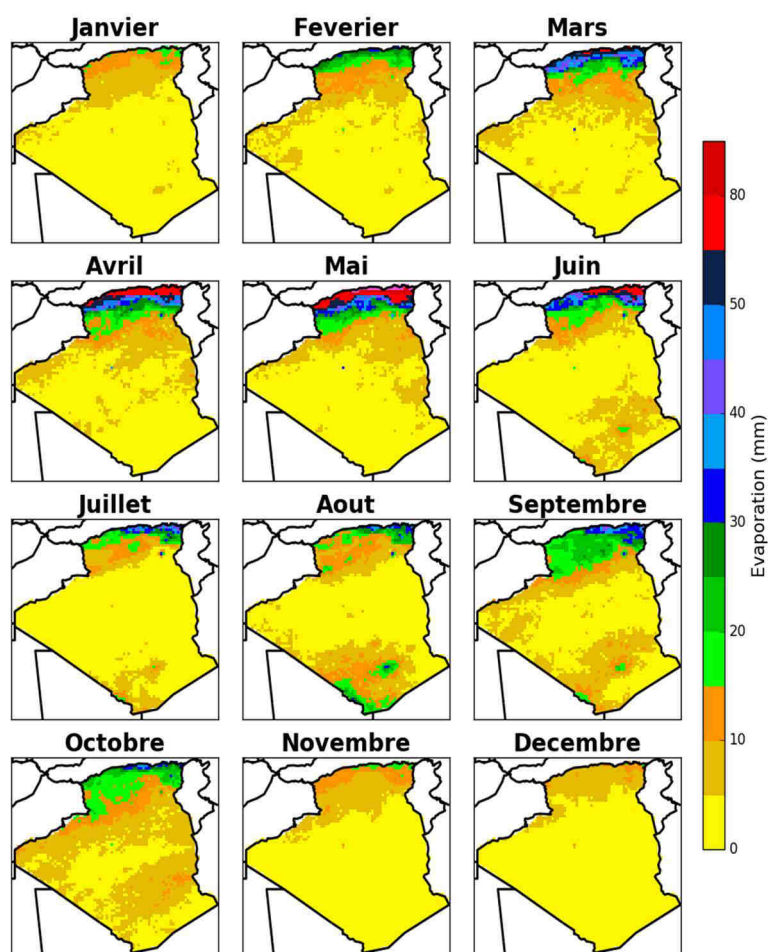 Janvier
Feverier
Mars
Avril
Mai
Juin
Juillet
Aout
Septembre
Octobre
Novembre
Decembre
80
50
40
30
20
10
0
Evaporation (mm)